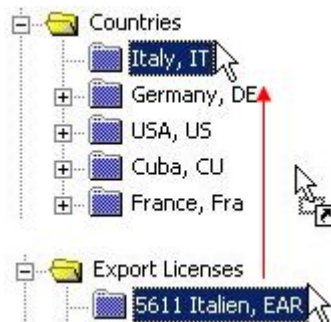 Countries
Italy, IT
Germany, DE
USA, US
Cuba, CU
France, Fra
Export Licenses
5611 Italien, EAR